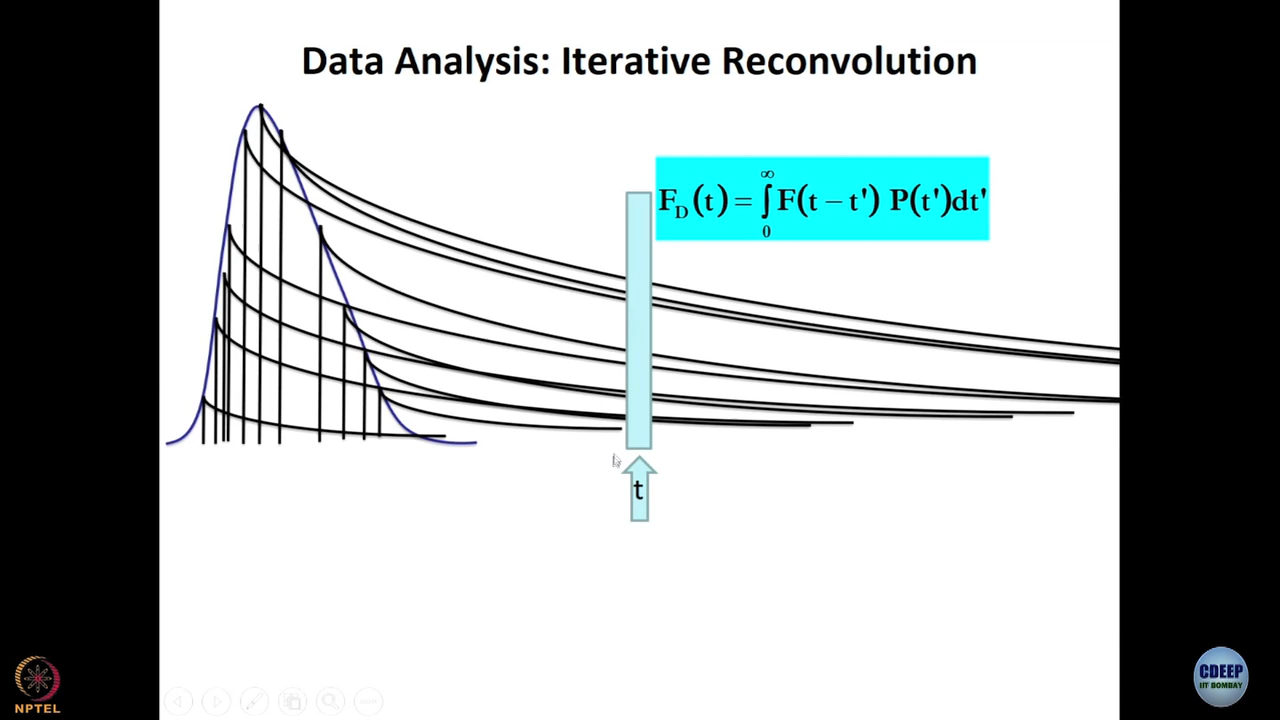 Data Analysis: Iterative Reconvolution
F_D(t) = ∫₀^∞ F(t – t') P(t')dt'
t
NPTEL
CDEEP
IIT BOMBAY